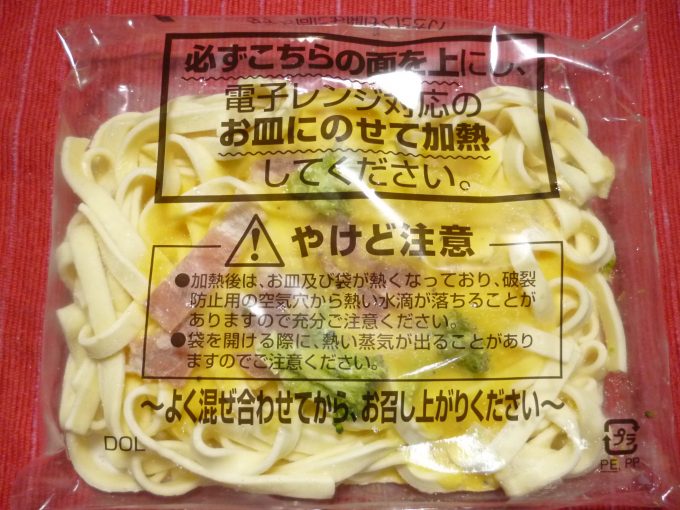 必ずこちらの面を上にし、
電子レンジ対応の
お皿にのせて加熱
してください。
やけど注意
●加熱後は、お皿及び袋が熱くなっており、破裂
防止用の空気穴から熱い水滴が落ちることが
ありますので充分ご注意ください。
●袋を開ける際に、熱い蒸気が出ることがあり
ますのでご注意ください。
〜よく混ぜ合わせてから、お召し上がりください〜
DOL
プラ
PE, PP